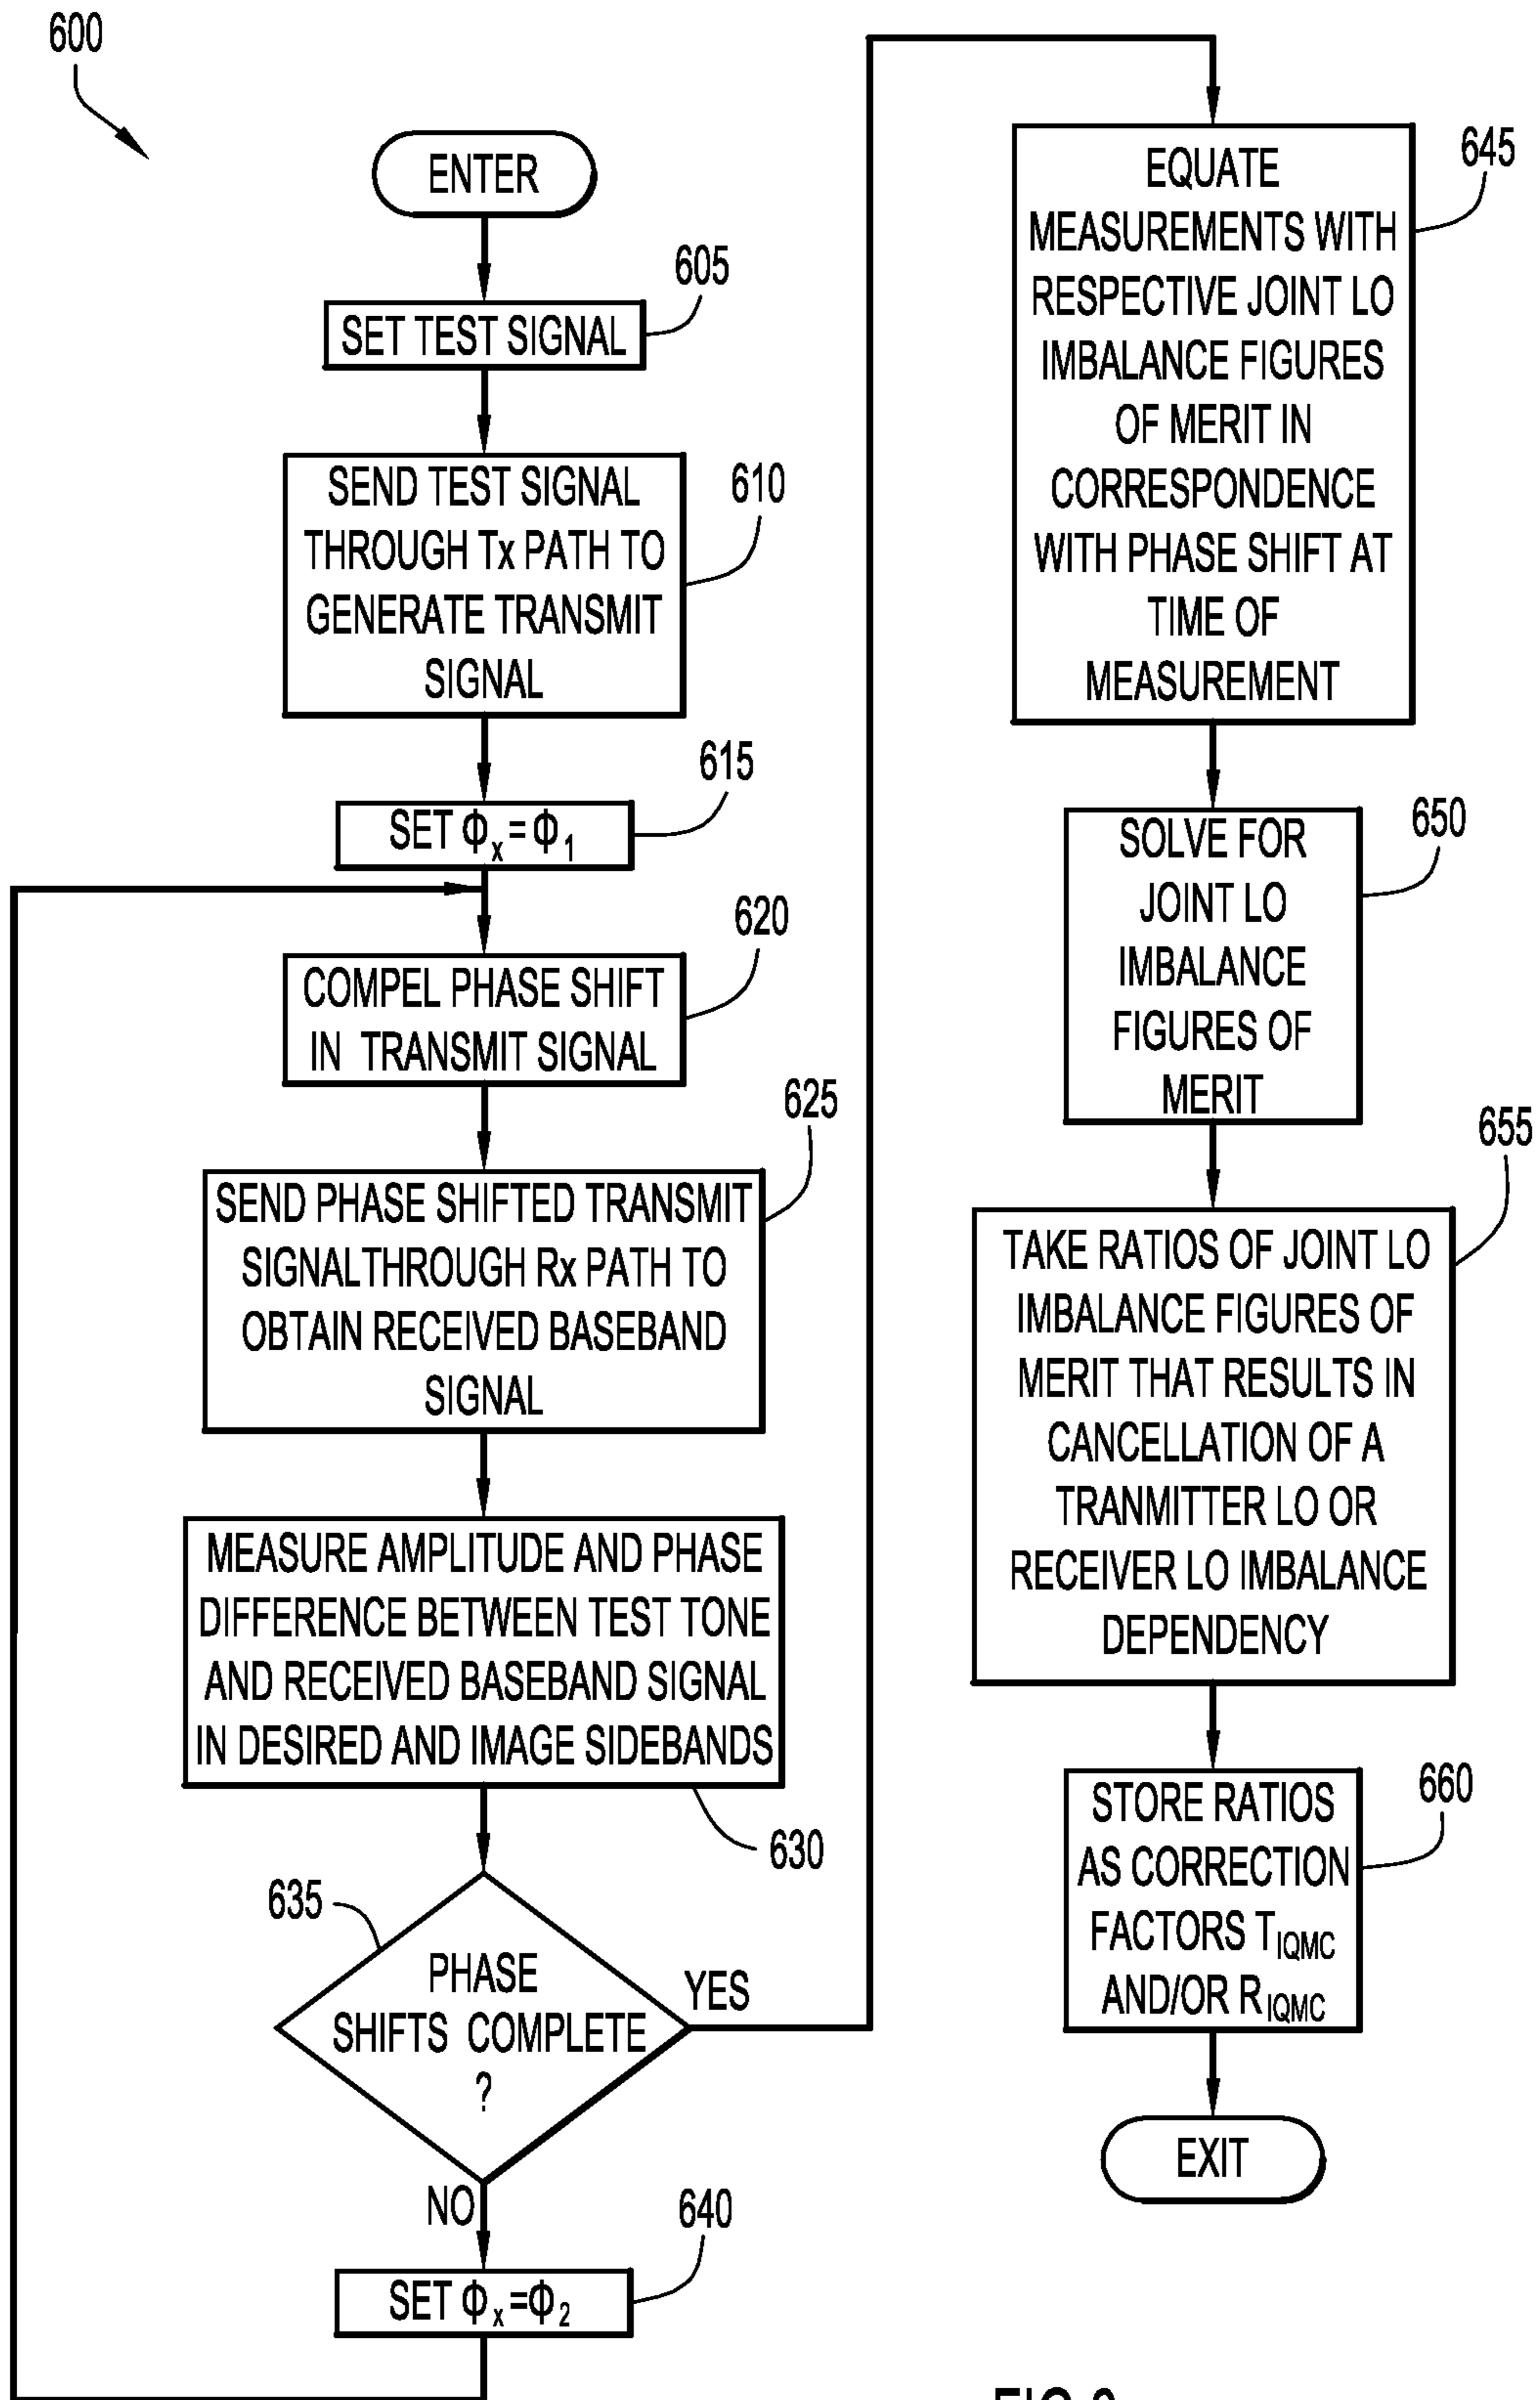 600
ENTER
605
SET TEST SIGNAL
610
SEND TEST SIGNAL
THROUGH Tx PATH TO
GENERATE TRANSMIT
SIGNAL
615
SET Φx = Φ1
620
COMPEL PHASE SHIFT
IN TRANSMIT SIGNAL
625
SEND PHASE SHIFTED TRANSMIT
SIGNALTHROUGH Rx PATH TO
OBTAIN RECEIVED BASEBAND
SIGNAL
MEASURE AMPLITUDE AND PHASE
DIFFERENCE BETWEEN TEST TONE
AND RECEIVED BASEBAND SIGNAL
IN DESIRED AND IMAGE SIDEBANDS
630
635
PHASE
SHIFTS COMPLETE
?
YES
NO
640
SET Φx =Φ2
645
EQUATE
MEASUREMENTS WITH
RESPECTIVE JOINT LO
IMBALANCE FIGURES
OF MERIT IN
CORRESPONDENCE
WITH PHASE SHIFT AT
TIME OF
MEASUREMENT
650
SOLVE FOR
JOINT LO
IMBALANCE
FIGURES OF
MERIT
655
TAKE RATIOS OF JOINT LO
IMBALANCE FIGURES OF
MERIT THAT RESULTS IN
CANCELLATION OF A
TRANMITTER LO OR
RECEIVER LO IMBALANCE
DEPENDENCY
660
STORE RATIOS
AS CORRECTION
FACTORS TIQMC
AND/OR RIQMC
EXIT